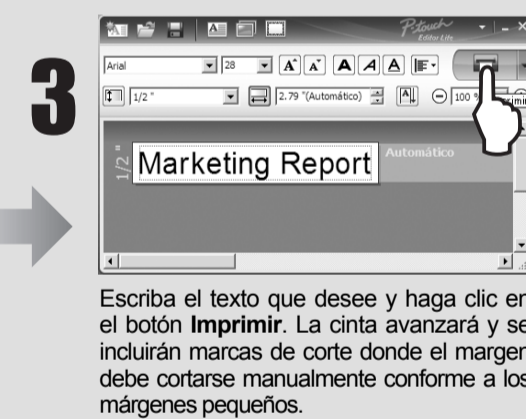 3
P-touch
Editor Lite
Arial 28 A A A A A
1/2 " 2.79 "(Automático) A 100 %
1/2 " Marketing Report Automático
Escriba el texto que desee y haga clic en
el botón Imprimir. La cinta avanzará y se
incluirán marcas de corte donde el margen
debe cortarse manualmente conforme a los
márgenes pequeños.